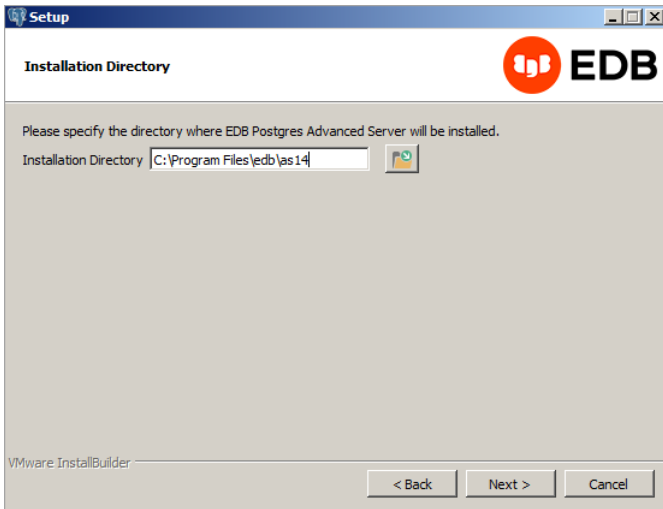 Setup
Installation Directory
EDB
Please specify the directory where EDB Postgres Advanced Server will be installed.
Installation Directory C:\Program Files\edb\as14
VMware InstallBuilder
< Back Next > Cancel